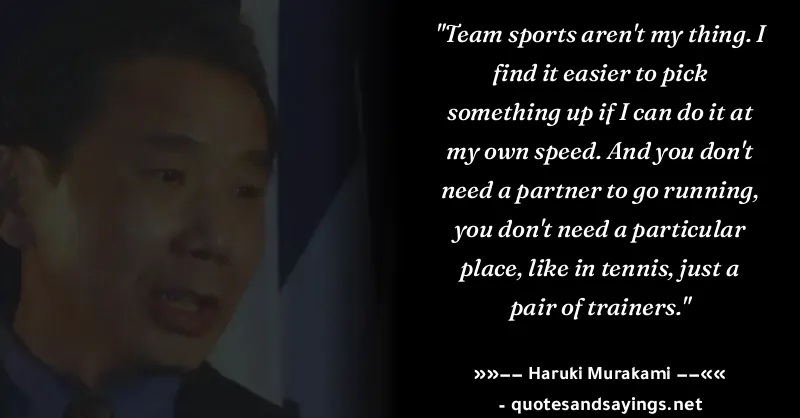 "Team sports aren't my thing. I
find it easier to pick
something up if I can do it at
my own speed. And you don't
need a partner to go running,
you don't need a particular
place, like in tennis, just a
pair of trainers."
»»−− Haruki Murakami −−««
- quotesandsayings.net